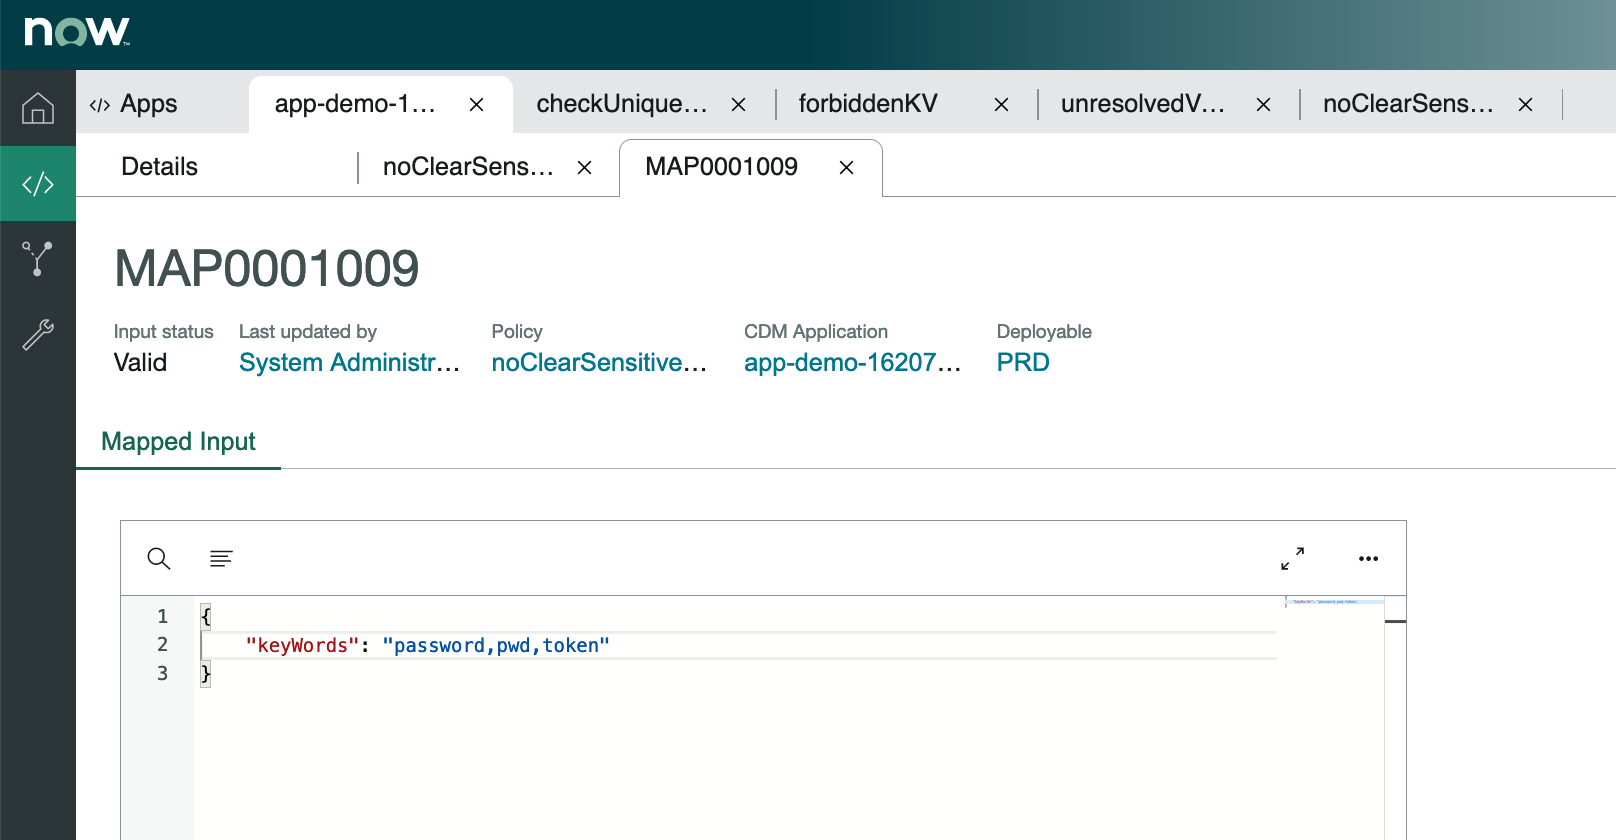 now
</> Apps
app-demo-1...
checkUnique...
forbiddenKV
unresolvedV...
noClearSens...
Details
noClearSens...
MAP0001009
MAP0001009
Input status
Valid
Last updated by
System Administr...
Policy
noClearSensitive...
CDM Application
app-demo-16207...
Deployable
PRD
Mapped Input
1 {
2 "keyWords": "password,pwd,token"
3 }